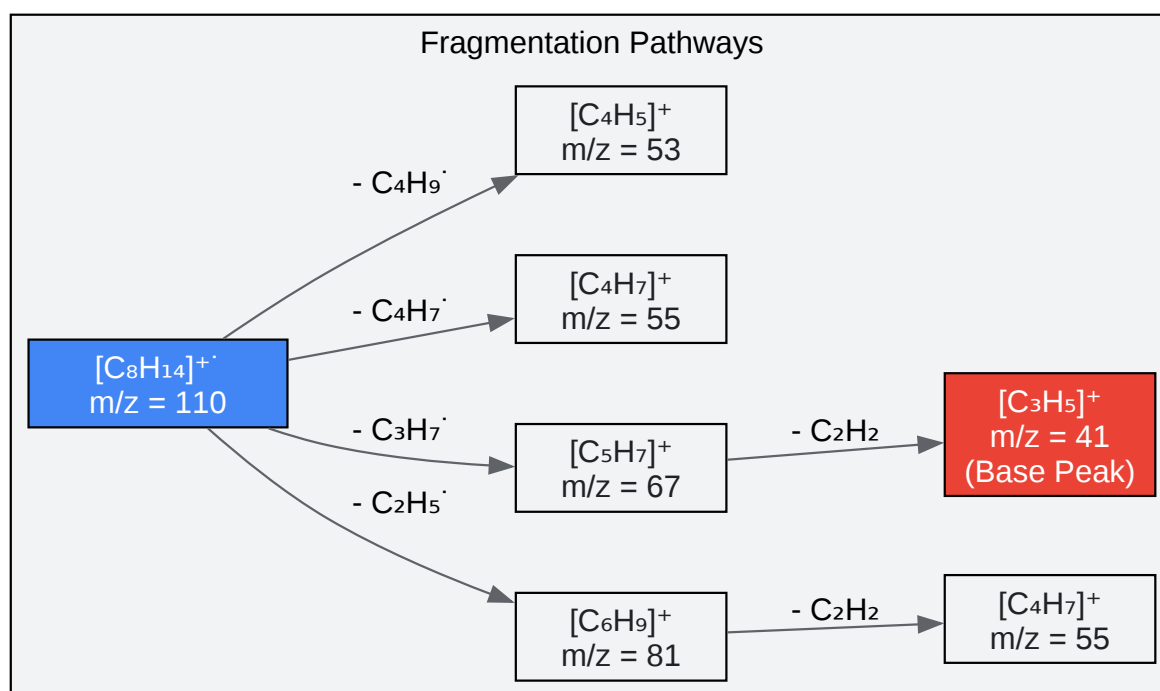 Fragmentation Pathways
[C₄H₅]⁺
m/z = 53
- C₄H₉˙
[C₄H₇]⁺
m/z = 55
- C₄H₇˙
[C₈H₁₄]⁺˙
m/z = 110
- C₃H₇˙
[C₅H₇]⁺
m/z = 67
- C₂H₂
[C₃H₅]⁺
m/z = 41
(Base Peak)
- C₂H₅˙
[C₆H₉]⁺
m/z = 81
- C₂H₂
[C₄H₇]⁺
m/z = 55